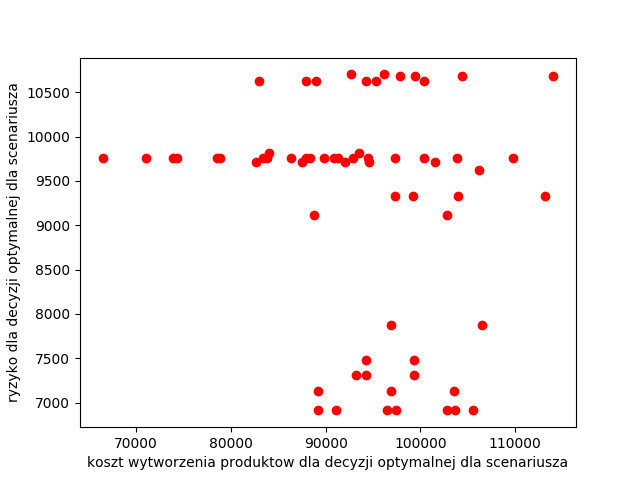 ryzyko dla decyzji optymalnej dla scenariusza
10500
10000
9500
9000
8500
8000
7500
7000
70000 80000 90000 100000 110000
koszt wytworzenia produktow dla decyzji optymalnej dla scenariusza